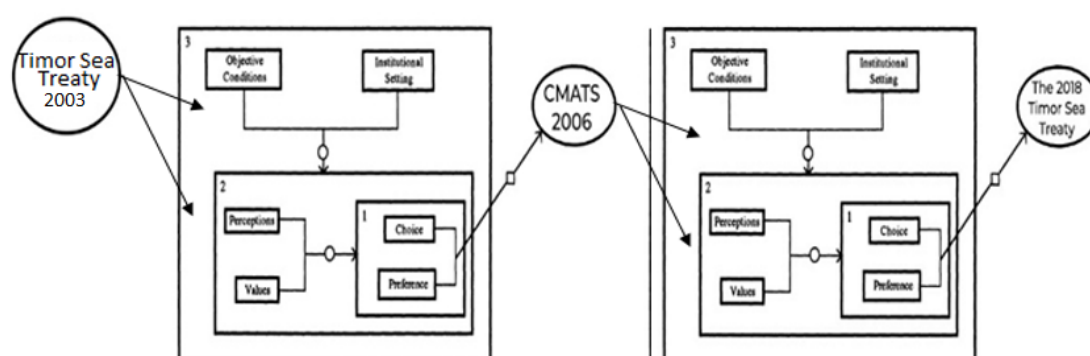 Timor Sea
Treaty
2003
3
Objective
Conditions
Institutional
Setting
2
Perceptions
Values
1
Choice
Preference
CMATS
2006
3
Objective
Conditions
Institutional
Setting
2
Perceptions
Values
1
Choice
Preference
The 2018
Timor Sea
Treaty